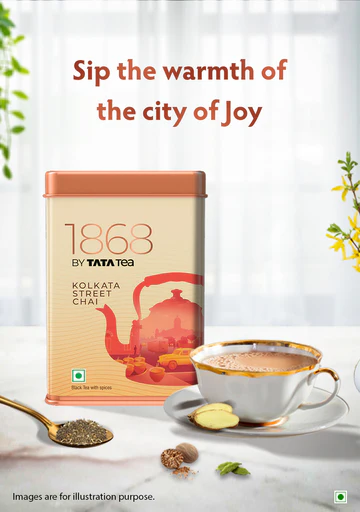 Sip the warmth of
the city of Joy
1868
BY TATA Tea
KOLKATA
STREET
CHAI
Black Tea with spices
Images are for illustration purpose.